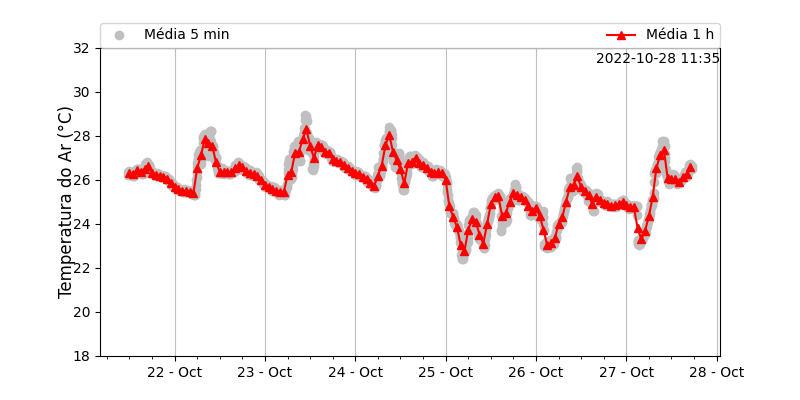 Média 5 min
Média 1 h
2022-10-28 11:35
Temperatura do Ar (°C)
32
30
28
26
24
22
20
18
22 - Oct
23 - Oct
24 - Oct
25 - Oct
26 - Oct
27 - Oct
28 - Oct